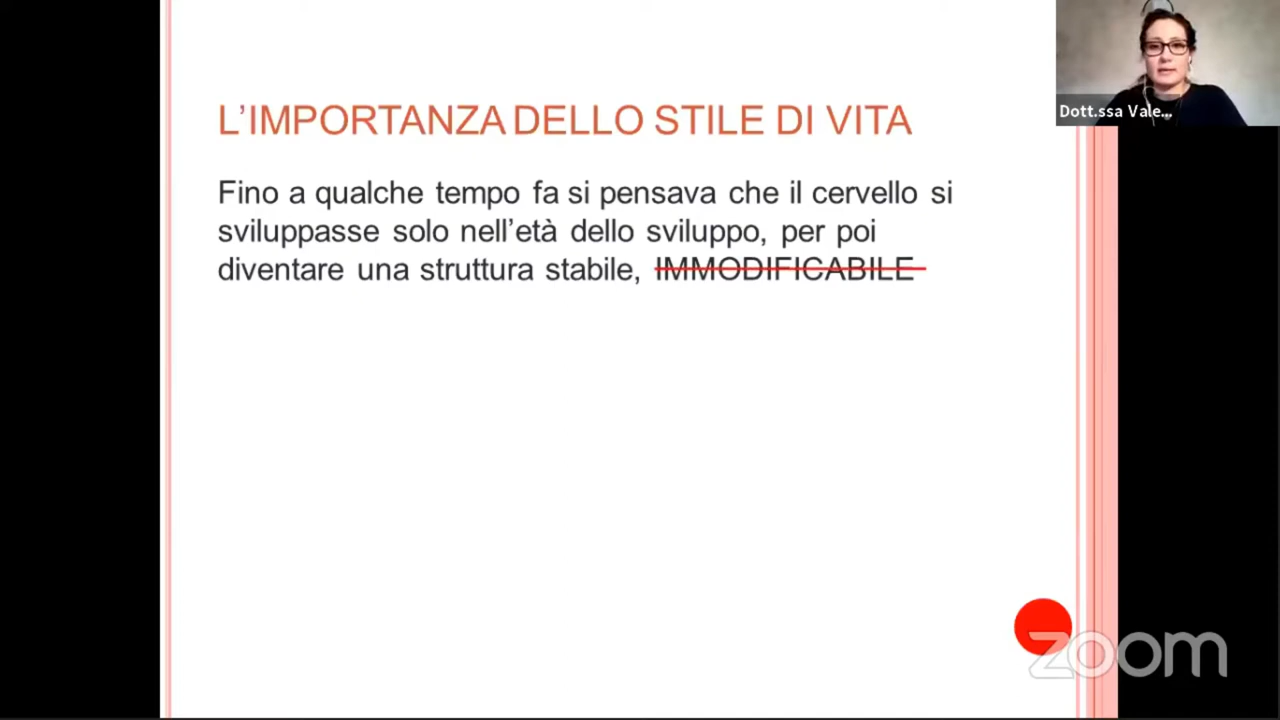 Dott.ssa Vale...
L'IMPORTANZA DELLO STILE DI VITA
Fino a qualche tempo fa si pensava che il cervello si
sviluppasse solo nell'età dello sviluppo, per poi
diventare una struttura stabile, IMMODIFICABILE
zoom